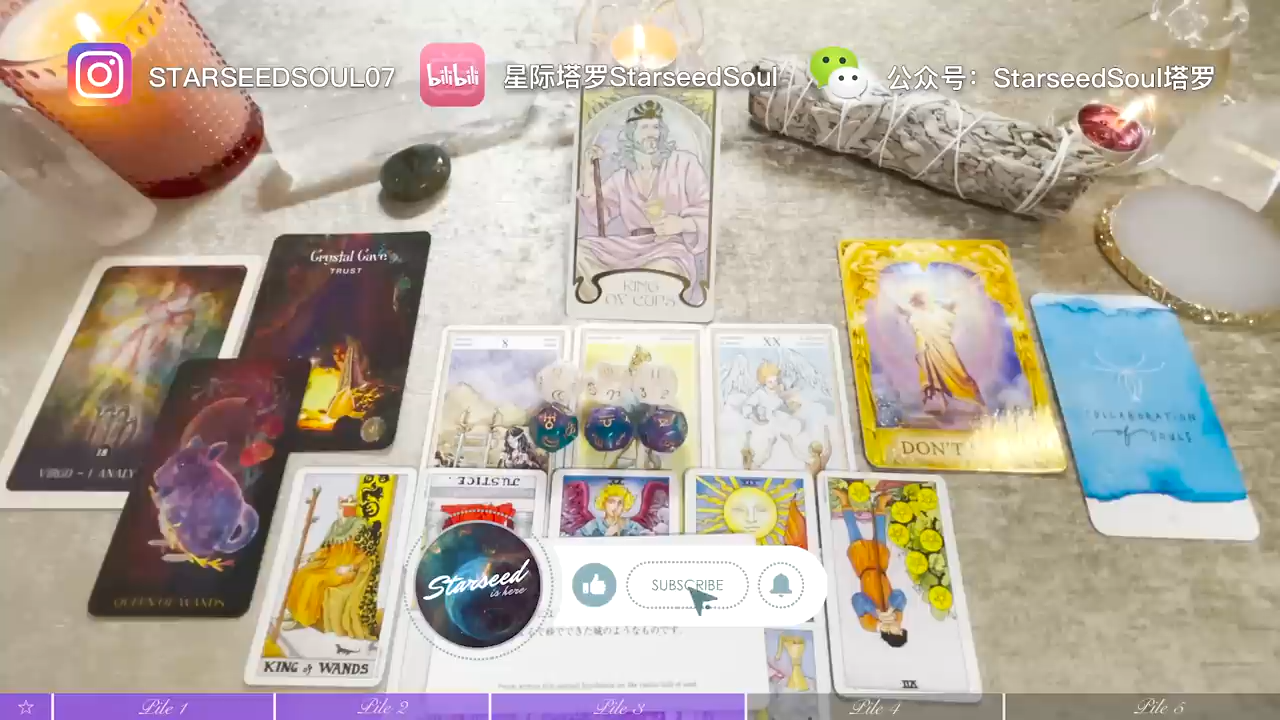 STARSEEDSOUL07
bilibili
星际塔罗StarseedSoul
公众号：StarseedSoul塔罗
Crystal Cave
TRUST
KING
OF CUPS
8
XX
18
VIRGO - I ANALY
QUEEN OF WANDS
DON'T
COLLABORATION
of SOULS
JUSTICE
KING of WANDS
VII
Starseed
is here
SUBSCRIBE
Pile 1
Pile 2
Pile 3
Pile 4
Pile 5